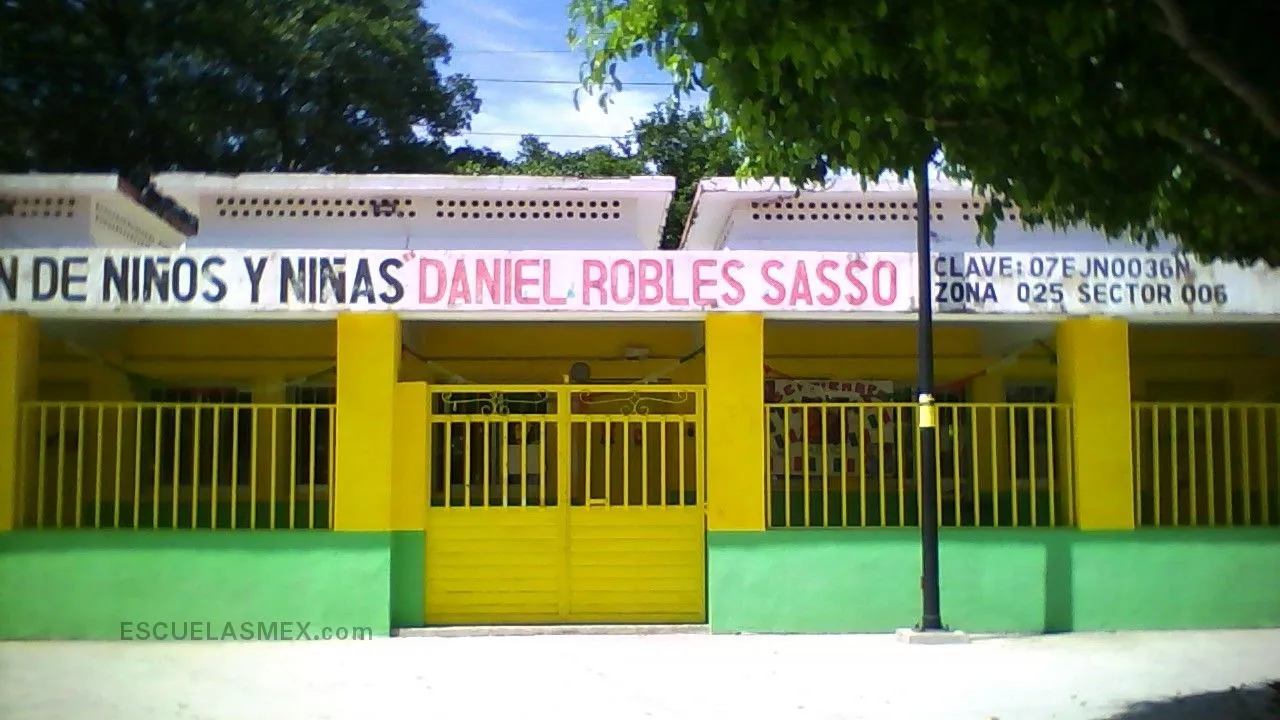 N DE NIÑOS Y NIÑAS "DANIEL ROBLES SASSO
CLAVE: 07EJN0036N
ZONA 025 SECTOR 006
ESCUELASMEX.com